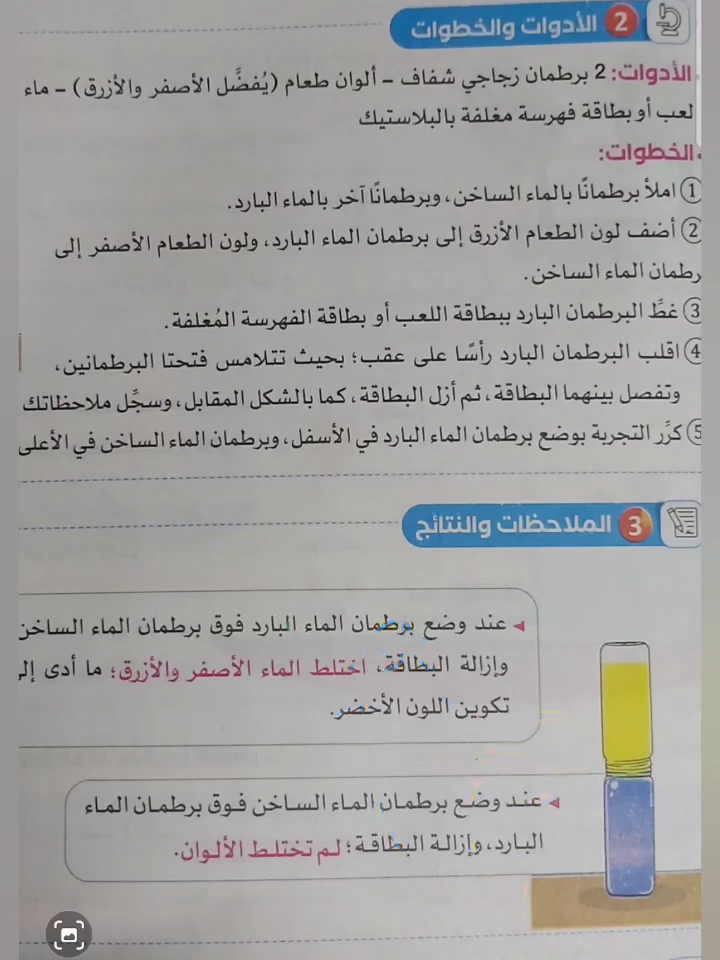 2 الأدوات والخطوات
الأدوات: 2 برطمان زجاجي شفاف – ألوان طعام (يُفضَّل الأصفر والأزرق) – ماء
لعب أو بطاقة فهرسة مغلفة بالبلاستيك
الخطوات:
① املأ برطمانًا بالماء الساخن، وبرطمانًا آخر بالماء البارد.
② أضف لون الطعام الأزرق إلى برطمان الماء البارد، ولون الطعام الأصفر إلى
رطمان الماء الساخن.
③ غطِّ البرطمان البارد ببطاقة اللعب أو بطاقة الفهرسة المُغلفة.
④ اقلب البرطمان البارد رأسًا على عقب؛ بحيث تتلامس فتحتا البرطمانين،
وتفصل بينهما البطاقة، ثم أزل البطاقة، كما بالشكل المقابل، وسجِّل ملاحظاتك
⑤ كرِّر التجربة بوضع برطمان الماء البارد في الأسفل، وبرطمان الماء الساخن في الأعلى
3 الملاحظات والنتائج
◂ عند وضع برطمان الماء البارد فوق برطمان الماء الساخن
وإزالة البطاقة، اختلط الماء الأصفر والأزرق؛ ما أدى إلى
تكوين اللون الأخضر.
◂ عند وضع برطمان الماء الساخن فوق برطمان الماء
البارد، وإزالة البطاقة؛ لم تختلط الألوان.